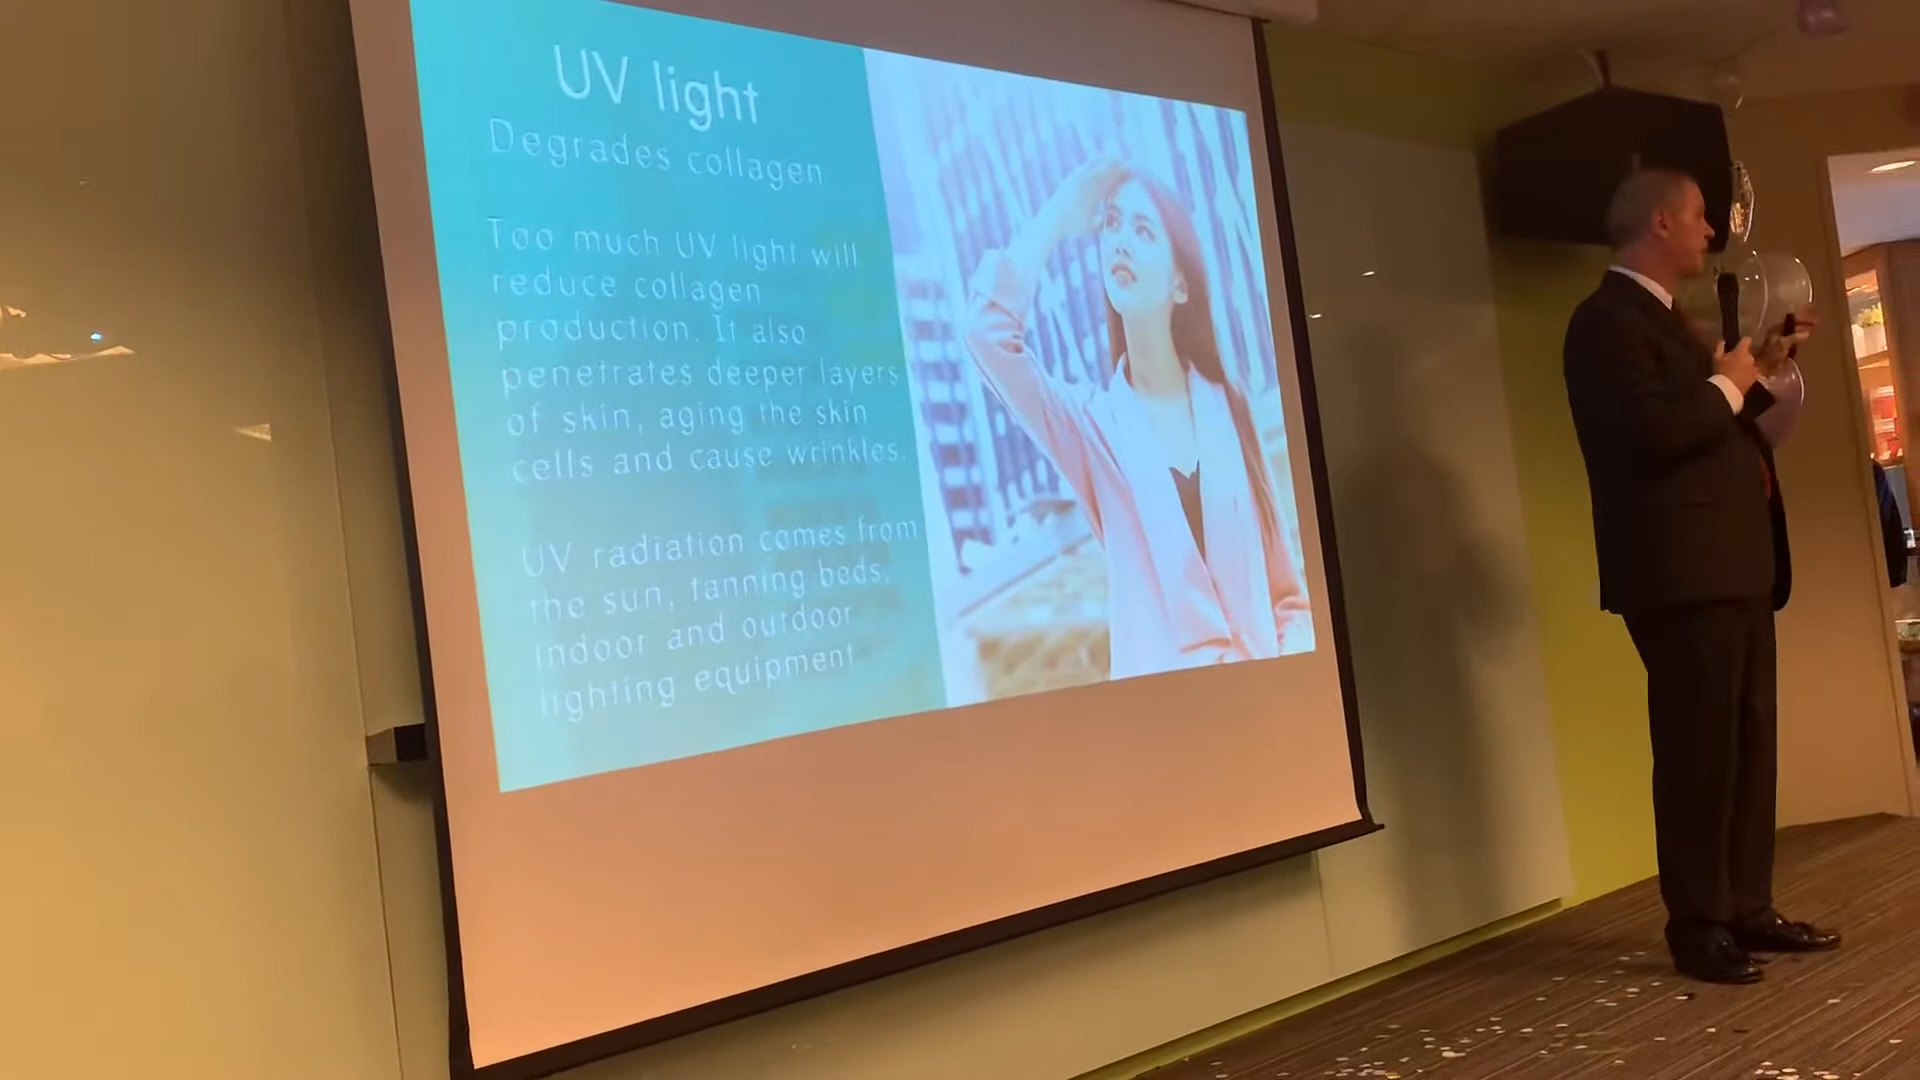 UV light
Degrades collagen
Too much UV light will
reduce collagen
production. It also
penetrates deeper layers
of skin, aging the skin
cells and cause wrinkles.
UV radiation comes from
the sun, tanning beds,
indoor and outdoor
lighting equipment.